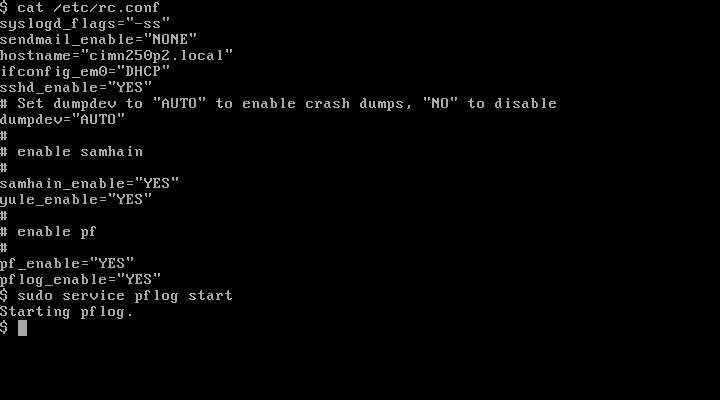 $ cat /etc/rc.conf
syslogd_flags="-ss"
sendmail_enable="NONE"
hostname="cimn250p2.local"
ifconfig_em0="DHCP"
sshd_enable="YES"
# Set dumpdev to "AUTO" to enable crash dumps, "NO" to disable
dumpdev="AUTO"
#
# enable samhain
#
samhain_enable="YES"
yule_enable="YES"
#
# enable pf
#
pf_enable="YES"
pflog_enable="YES"
$ sudo service pflog start
Starting pflog.
$